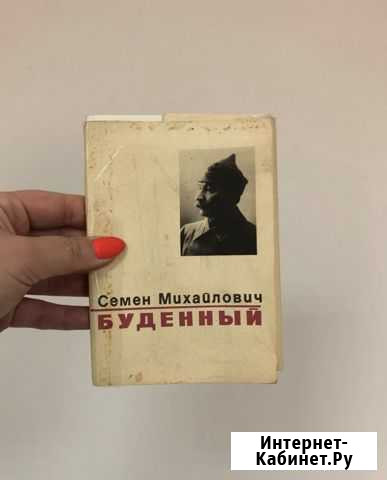 Семен Михайлович
БУДЕННЫЙ
Интернет-
Кабинет.Ру